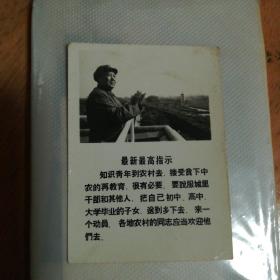 最新最高指示
知识青年到农村去，接受贫下中
农的再教育，很有必要。要说服城里
干部和其他人，把自己初中、高中、
大学毕业的子女，送到乡下去，来一
个动员。各地农村的同志应当欢迎他
们去。